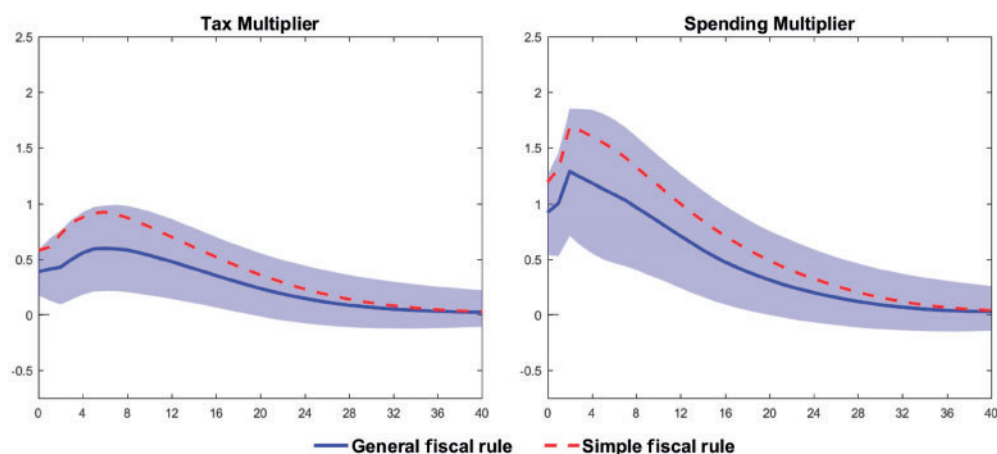 Tax Multiplier
2.5
2
1.5
1
0.5
0
-0.5
0 4 8 12 16 20 24 28 32 36 40
Spending Multiplier
2.5
2
1.5
1
0.5
0
-0.5
0 4 8 12 16 20 24 28 32 36 40
General fiscal rule Simple fiscal rule